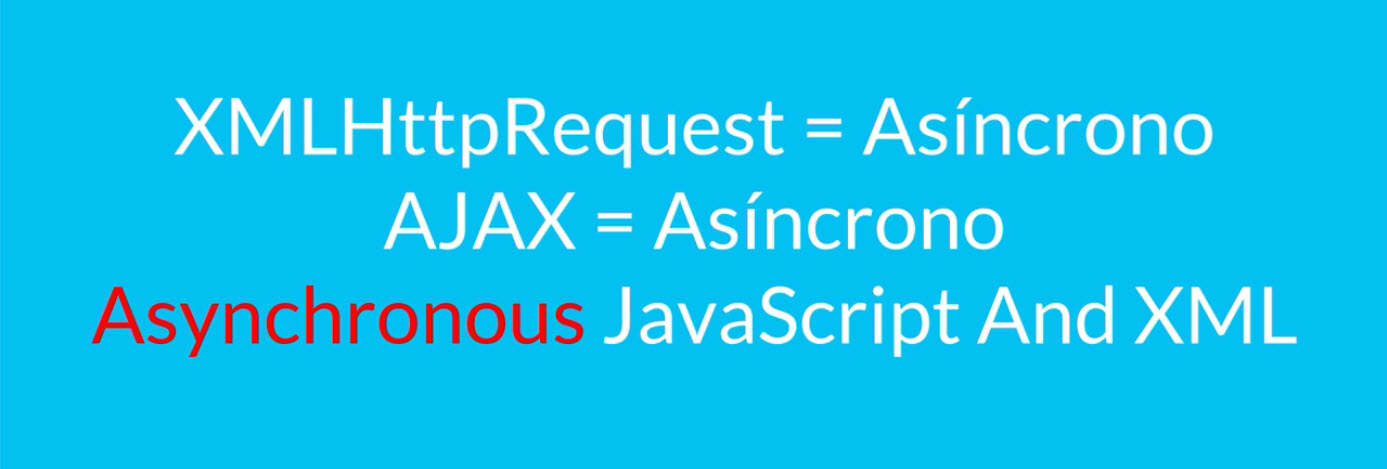 XMLHttpRequest = Asíncrono
AJAX = Asíncrono
Asynchronous JavaScript And XML